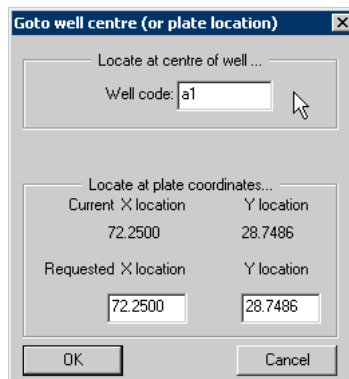 Goto well centre (or plate location)
Locate at centre of well ...
Well code: a1
Locate at plate coordinates...
Current X location Y location
72.2500 28.7486
Requested X location Y location
72.2500 28.7486
OK Cancel